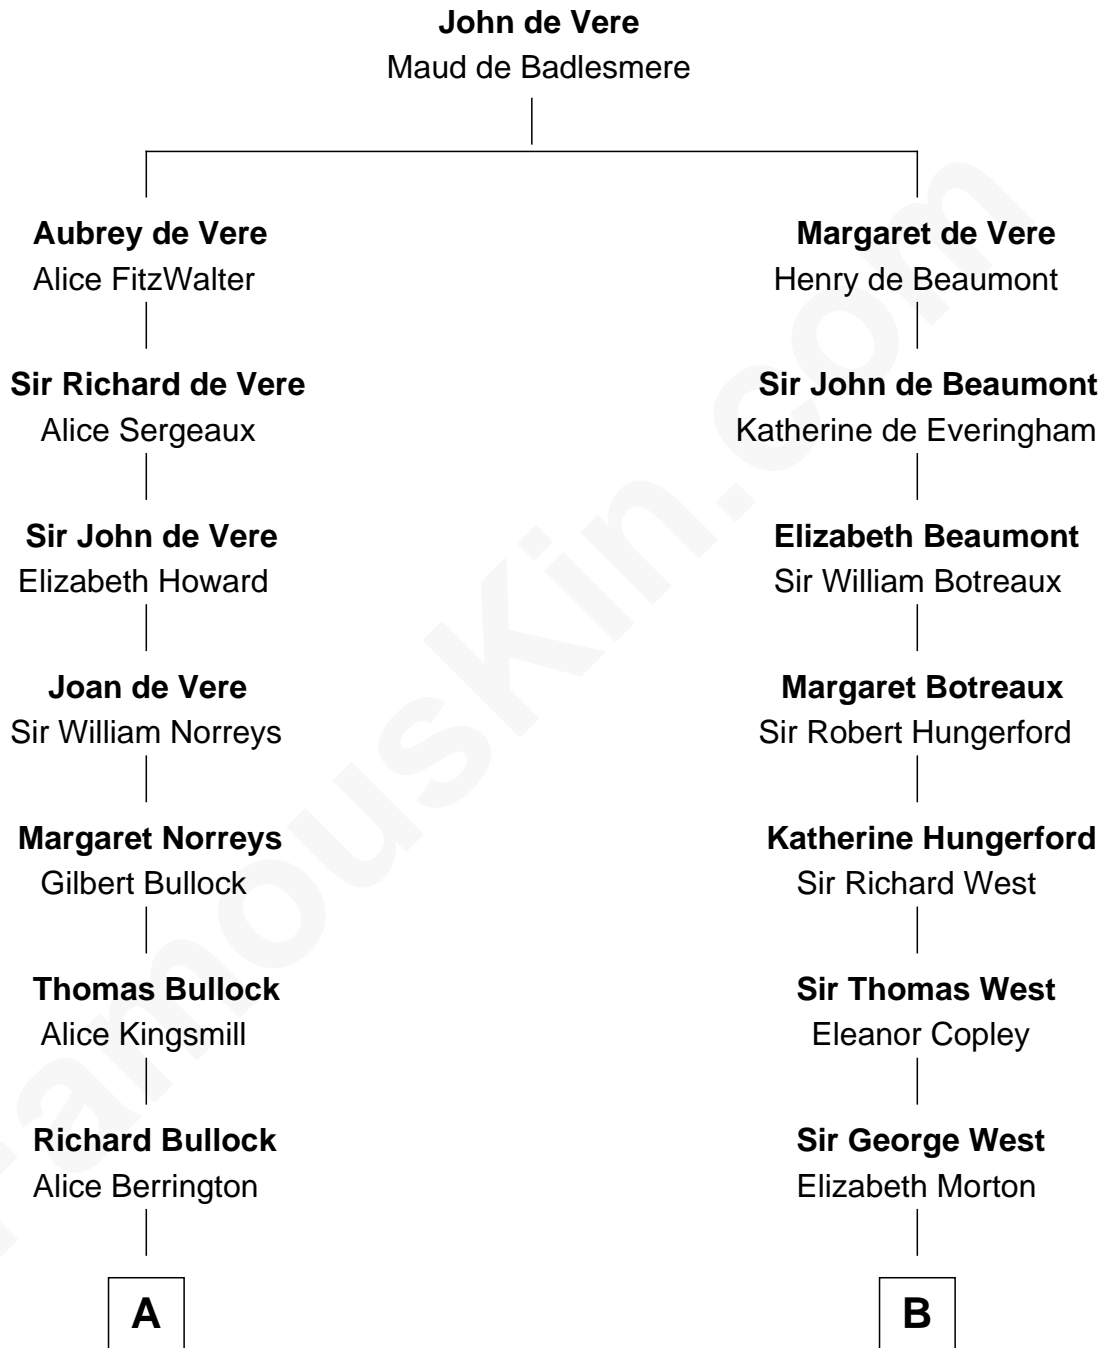 John de Vere
Maud de Badlesmere
Aubrey de Vere
Alice FitzWalter
Margaret de Vere
Henry de Beaumont
Sir Richard de Vere
Alice Sergeaux
Sir John de Beaumont
Katherine de Everingham
Sir John de Vere
Elizabeth Howard
Elizabeth Beaumont
Sir William Botreaux
Joan de Vere
Sir William Norreys
Margaret Botreaux
Sir Robert Hungerford
Margaret Norreys
Gilbert Bullock
Katherine Hungerford
Sir Richard West
Thomas Bullock
Alice Kingsmill
Sir Thomas West
Eleanor Copley
Richard Bullock
Alice Berrington
Sir George West
Elizabeth Morton
A
B
FamousKin.com